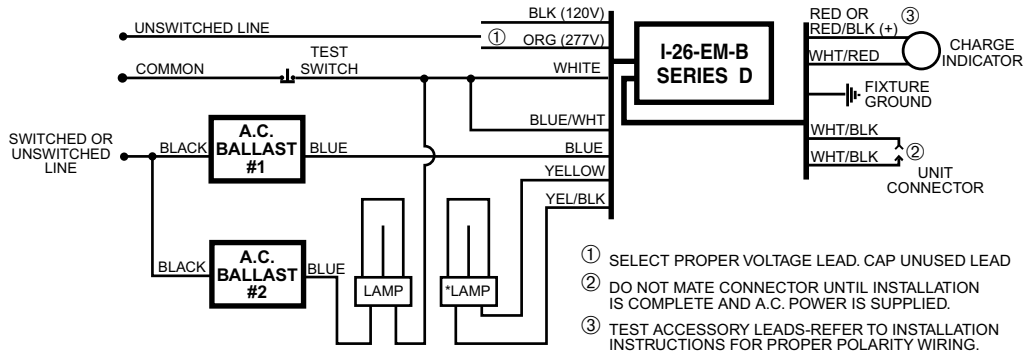 UNSWITCHED LINE
BLK (120V)
① ORG (277V)
COMMON
TEST
SWITCH
WHITE
BLUE/WHT
SWITCHED OR
UNSWITCHED
LINE
BLACK
A.C.
BALLAST
#1
BLUE
BLUE
YELLOW
YEL/BLK
BLACK
A.C.
BALLAST
#2
BLUE
LAMP
*LAMP
I-26-EM-B
SERIES D
RED OR
RED/BLK (+)
③
WHT/RED
CHARGE
INDICATOR
FIXTURE
GROUND
WHT/BLK
WHT/BLK
②
UNIT
CONNECTOR
① SELECT PROPER VOLTAGE LEAD. CAP UNUSED LEAD
② DO NOT MATE CONNECTOR UNTIL INSTALLATION
IS COMPLETE AND A.C. POWER IS SUPPLIED.
③ TEST ACCESSORY LEADS-REFER TO INSTALLATION
INSTRUCTIONS FOR PROPER POLARITY WIRING.